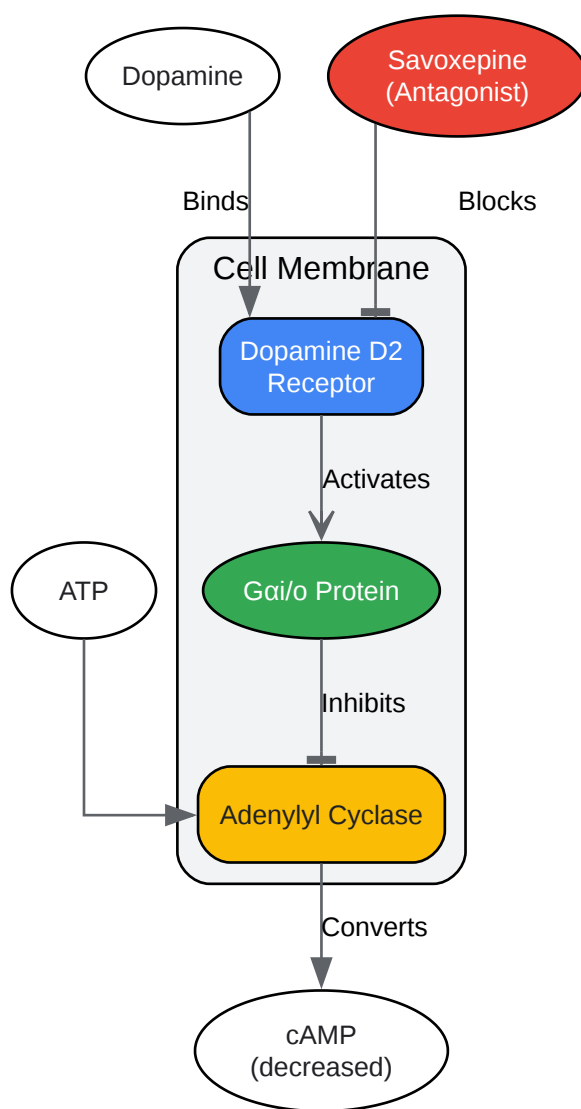 Dopamine
Savoxepine
(Antagonist)
Binds
Blocks
Cell Membrane
Dopamine D2
Receptor
Activates
ATP
Gαi/o Protein
Inhibits
Adenylyl Cyclase
Converts
cAMP
(decreased)